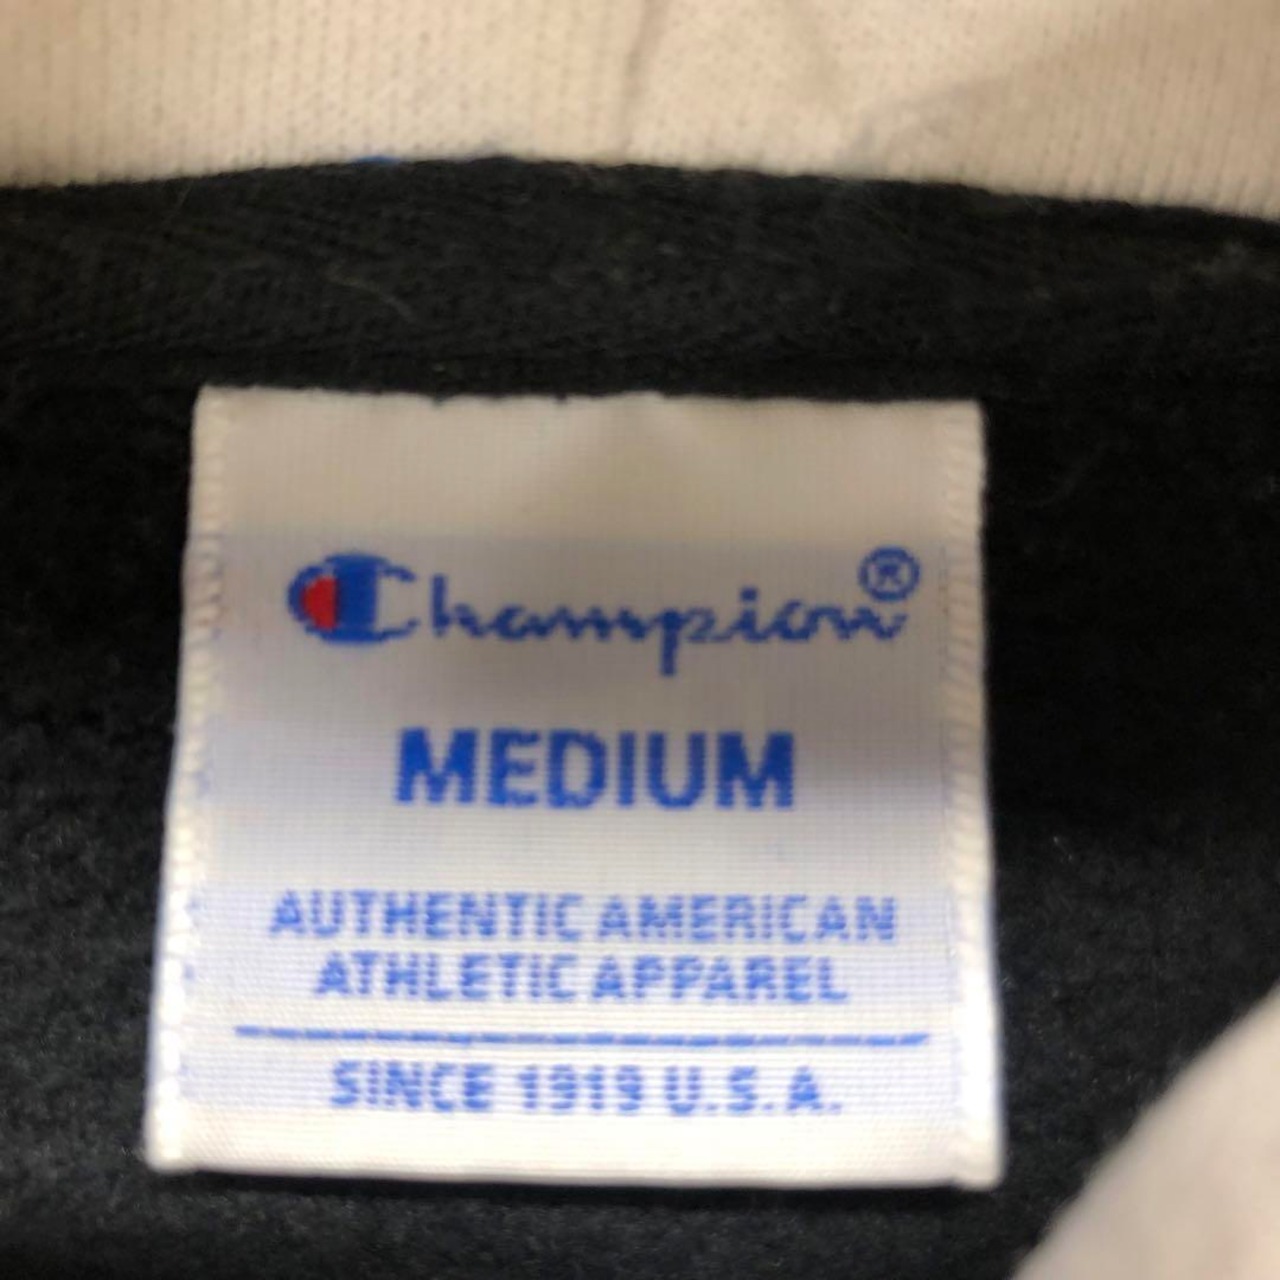 Champion®
MEDIUM
AUTHENTIC AMERICAN
ATHLETIC APPAREL
SINCE 1919 U.S.A.